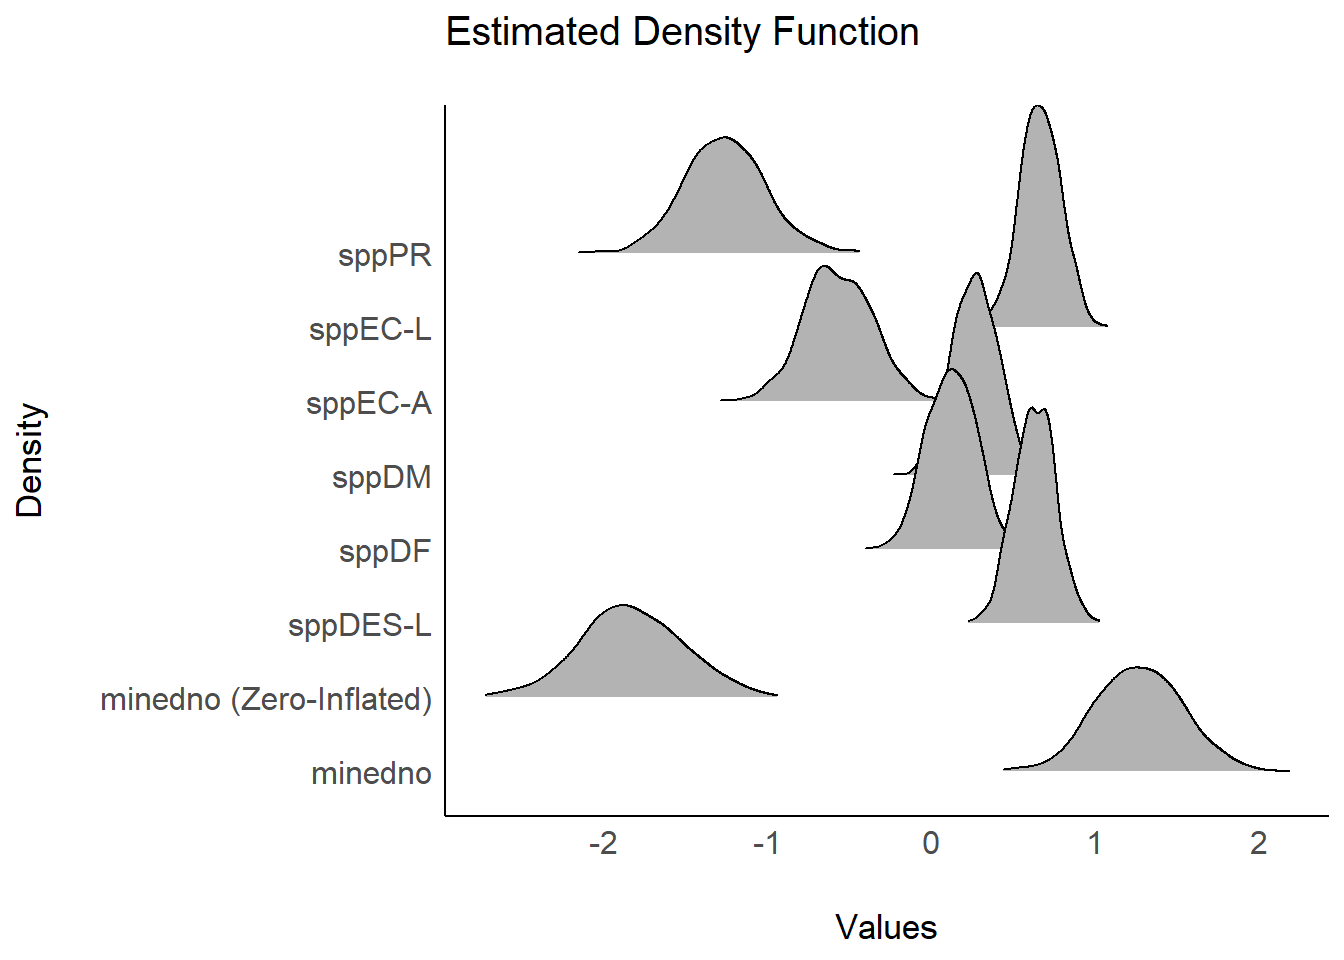 Estimated Density Function
sppPR
sppEC-L
sppEC-A
sppDM
sppDF
sppDES-L
minedno (Zero-Inflated)
minedno
Density
-2
-1
0
1
2
Values